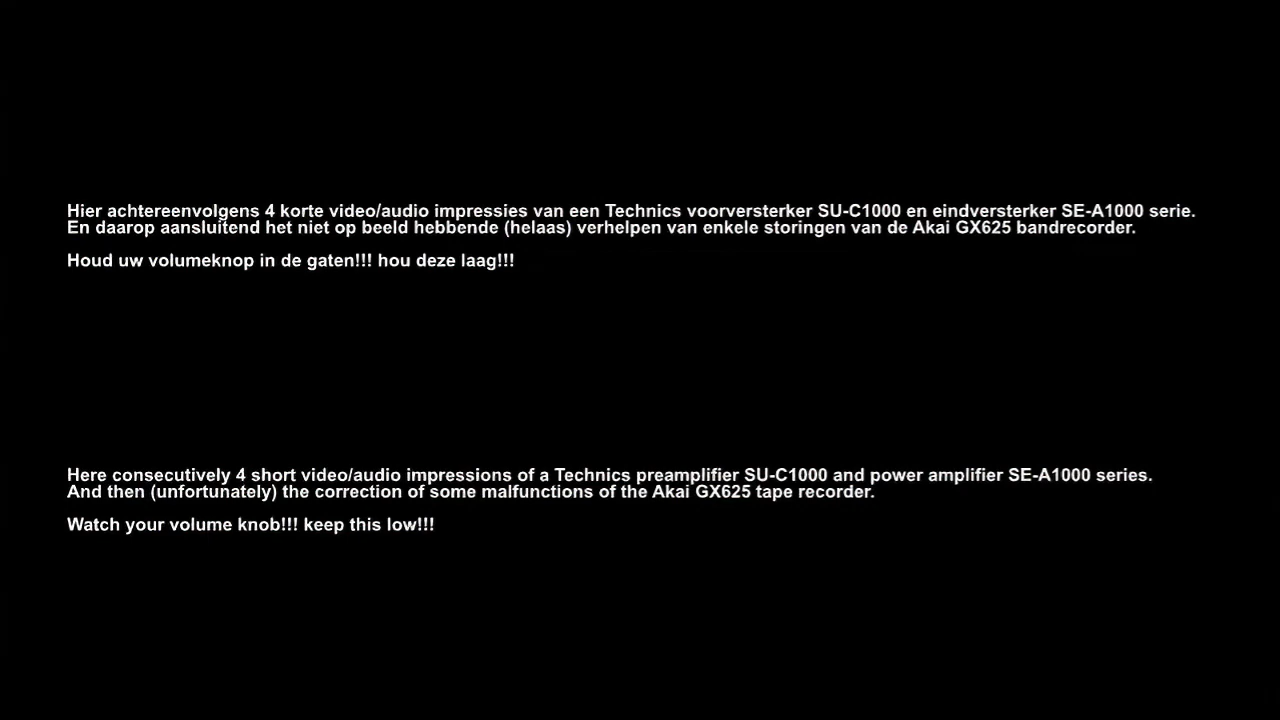 Hier achtereenvolgens 4 korte video/audio impressies van een Technics voorversterker SU-C1000 en eindversterker SE-A1000 serie.
En daarop aansluitend het niet op beeld hebbende (helaas) verhelpen van enkele storingen van de Akai GX625 bandrecorder.
Houd uw volumeknop in de gaten!!! hou deze laag!!!
Here consecutively 4 short video/audio impressions of a Technics preamplifier SU-C1000 and power amplifier SE-A1000 series.
And then (unfortunately) the correction of some malfunctions of the Akai GX625 tape recorder.
Watch your volume knob!!! keep this low!!!